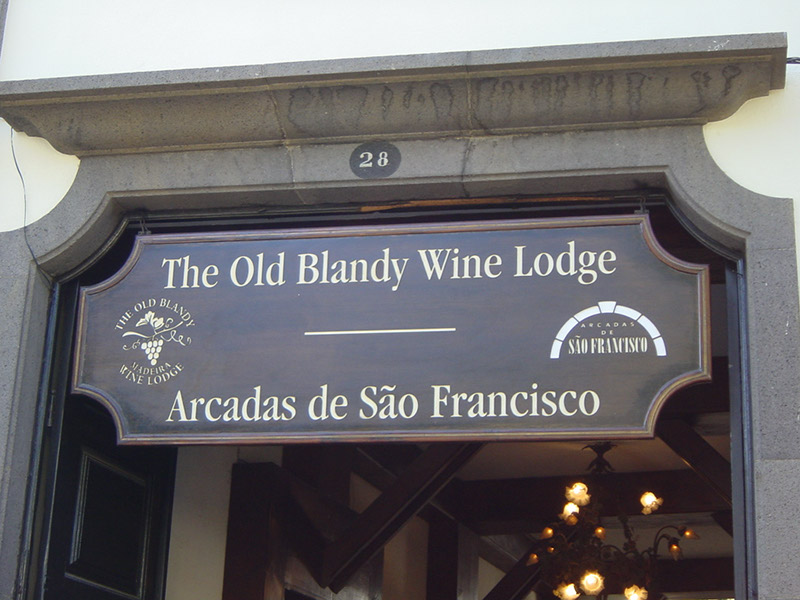 28
The Old Blandy Wine Lodge
THE OLD BLANDY
MADEIRA
WINE LODGE
ARCADAS
DE
SÃO FRANCISCO
Arcadas de São Francisco